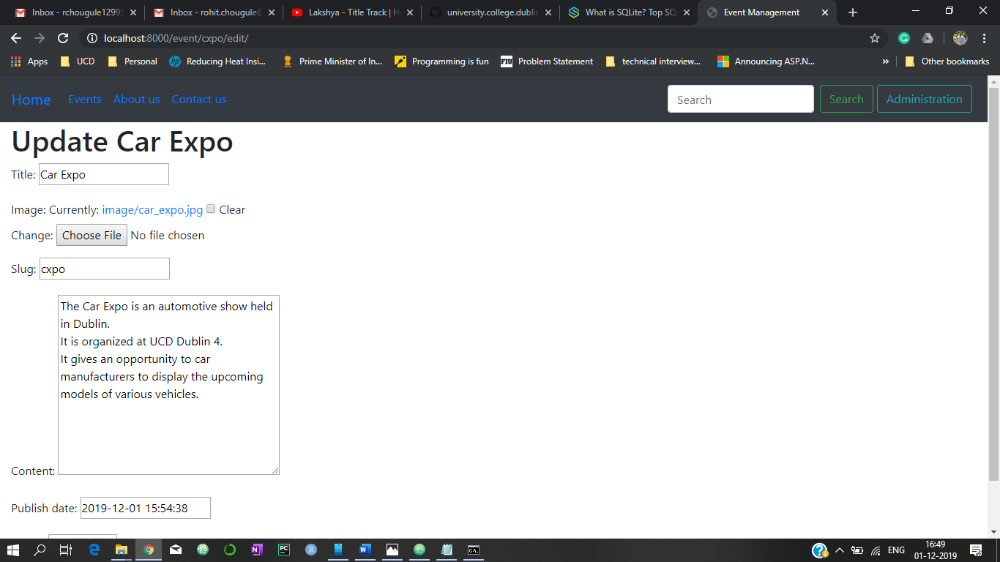 Inbox - rchougule1299
Inbox - rohit.chougule@
Lakshya - Title Track | H
university.college.dublin
What is SQLite? Top SQ
Event Management
localhost:8000/event/cxpo/edit/
Apps
UCD
Personal
Reducing Heat Insi...
Prime Minister of In...
Programming is fun
FIU
Problem Statement
technical interview...
Announcing ASP.N...
»
Other bookmarks
Home
Events
About us
Contact us
Search
Search
Administration
Update Car Expo
Title: Car Expo
Image: Currently: image/car_expo.jpg Clear
Change: Choose File No file chosen
Slug: cxpo
The Car Expo is an automotive show held
in Dublin.
It is organized at UCD Dublin 4.
It gives an opportunity to car
manufacturers to display the upcoming
models of various vehicles.
Content:
Publish date: 2019-12-01 15:54:38
ENG
16:49
01-12-2019